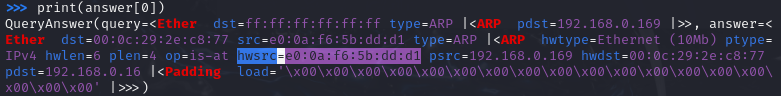 >>> print(answer[0])
QueryAnswer(query=<Ether  dst=ff:ff:ff:ff:ff:ff type=ARP |<ARP  pdst=192.168.0.169 |>>, answer=<
Ether  dst=00:0c:29:2e:c8:77 src=e0:0a:f6:5b:dd:d1 type=ARP |<ARP  hwtype=Ethernet (10Mb) ptype=
IPv4 hwlen=6 plen=4 op=is-at hwsrc=e0:0a:f6:5b:dd:d1 psrc=192.168.0.169 hwdst=00:0c:29:2e:c8:77
pdst=192.168.0.16 |<Padding  load='\x00\x00\x00\x00\x00\x00\x00\x00\x00\x00\x00\x00\x00\x00\x00\
x00\x00\x00' |>>>)